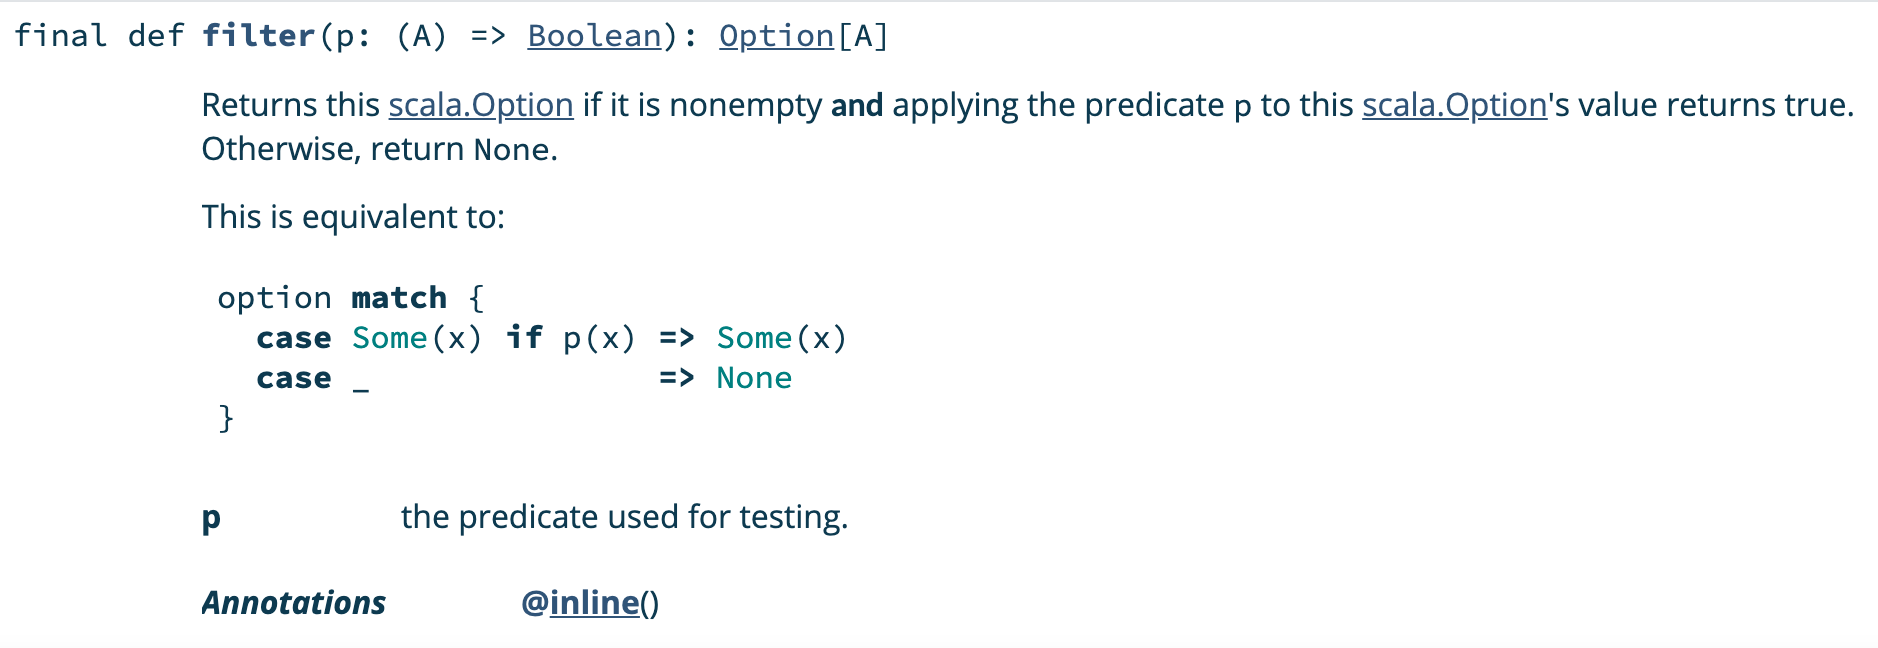 final def filter(p: (A) => Boolean): Option[A]
Returns this scala.Option if it is nonempty and applying the predicate p to this scala.Option's value returns true.
Otherwise, return None.
This is equivalent to:
option match {
  case Some(x) if p(x) => Some(x)
  case _               => None
}
p the predicate used for testing.
Annotations @inline()